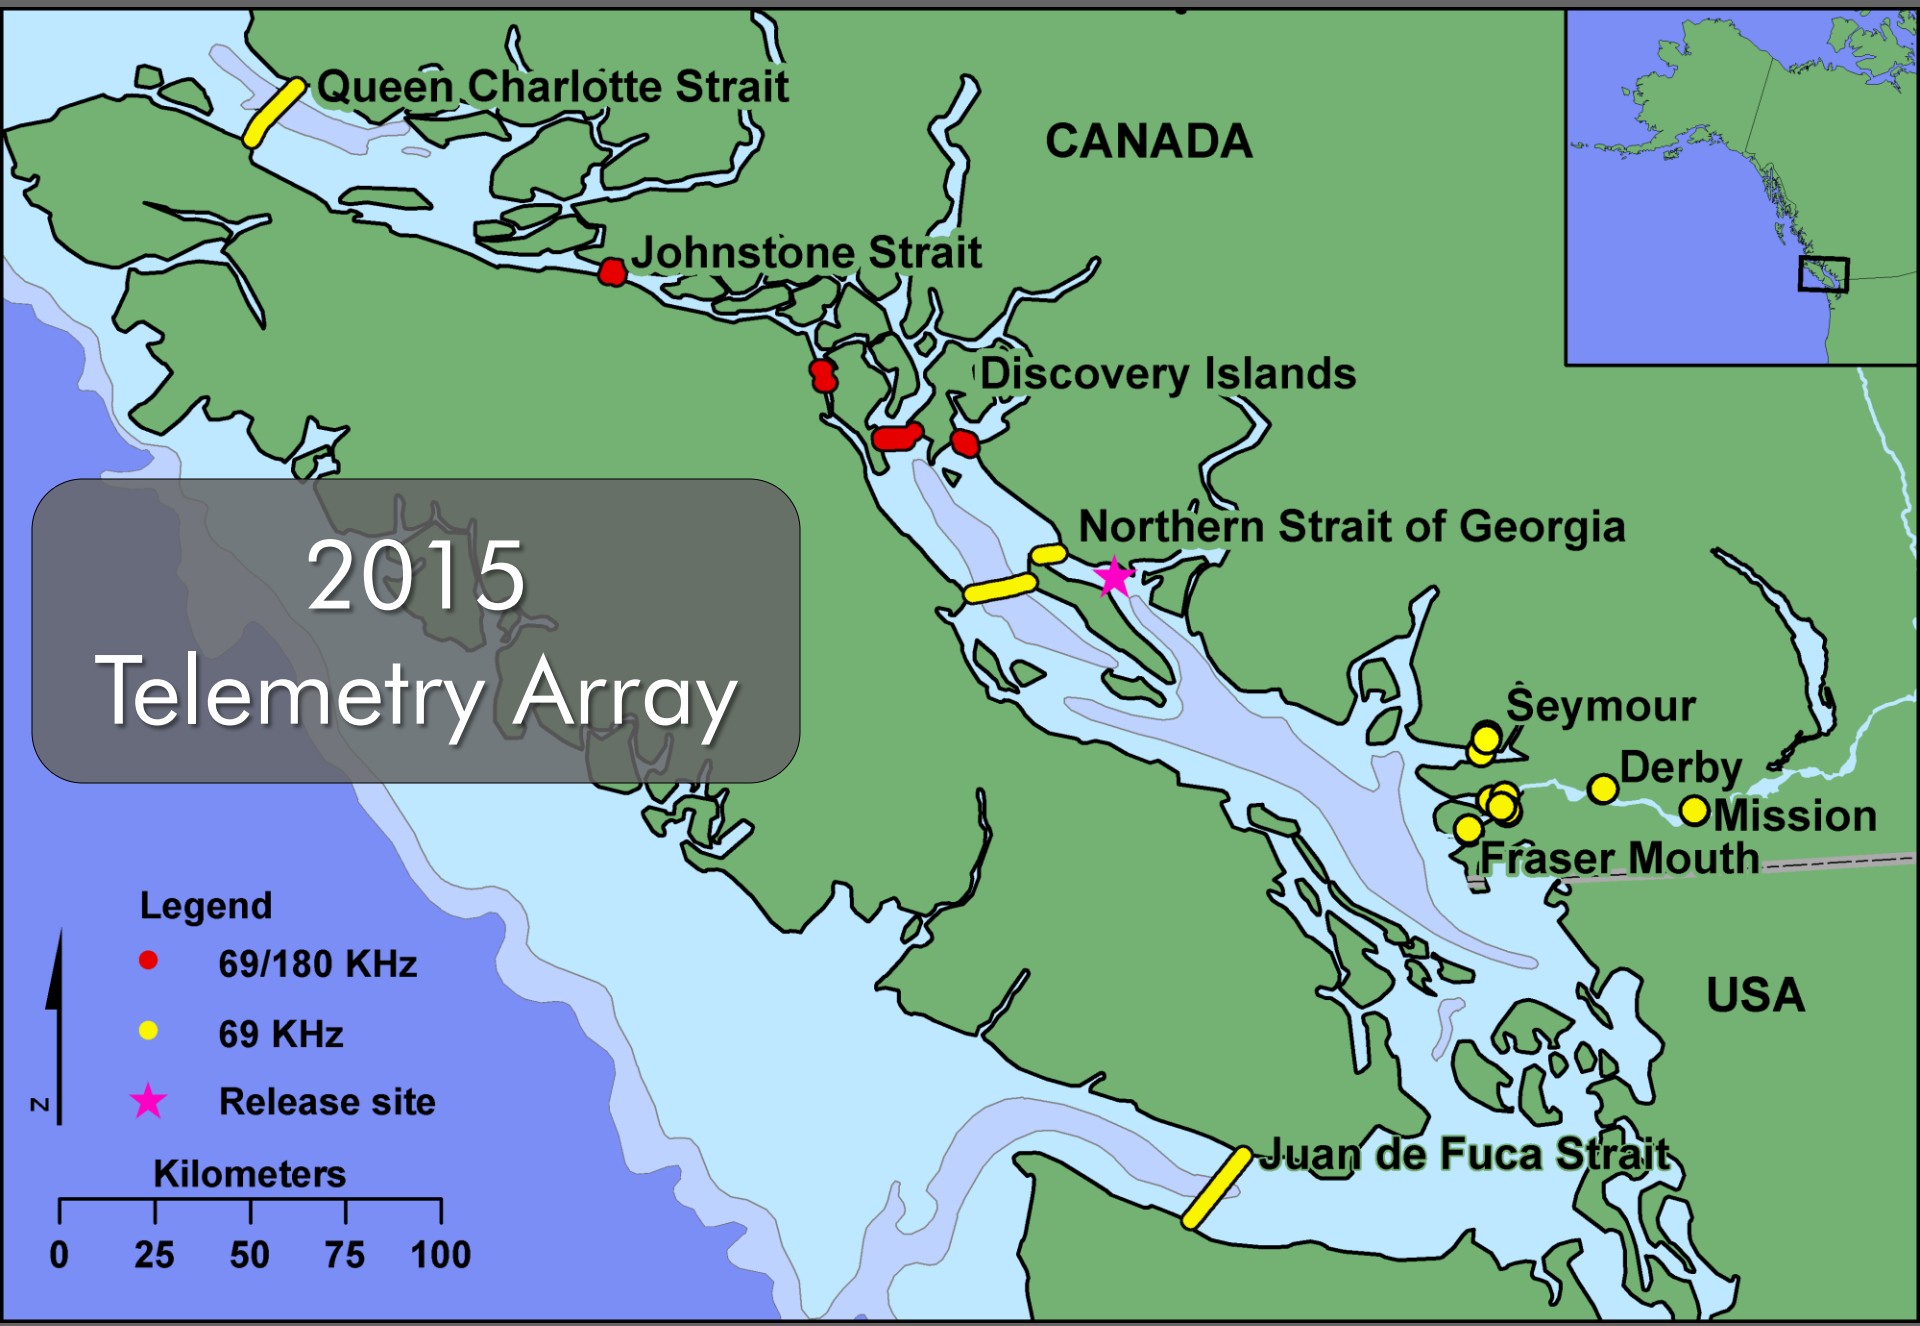 Queen Charlotte Strait
CANADA
Johnstone Strait
Discovery Islands
Northern Strait of Georgia
2015
Telemetry Array
Seymour
Derby
Mission
Fraser Mouth
USA
Legend
69/180 KHz
69 KHz
Release site
N
Kilometers
0 25 50 75 100
Juan de Fuca Strait